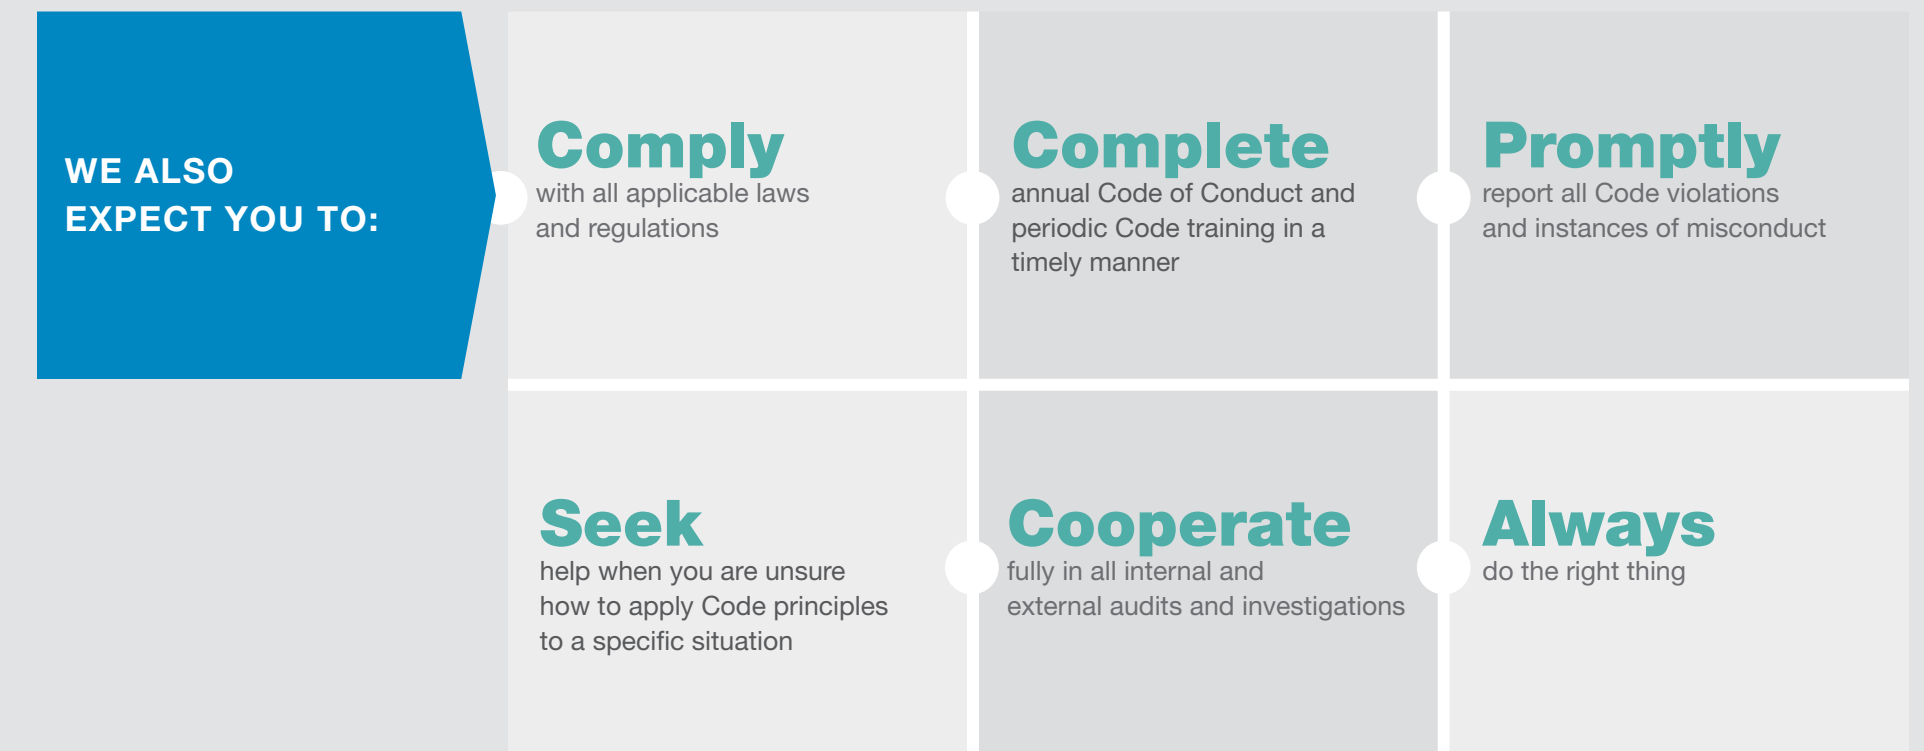 WE ALSO
EXPECT YOU TO:
Comply
with all applicable laws
and regulations
Complete
annual Code of Conduct and
periodic Code training in a
timely manner
Promptly
report all Code violations
and instances of misconduct
Seek
help when you are unsure
how to apply Code principles
to a specific situation
Cooperate
fully in all internal and
external audits and investigations
Always
do the right thing